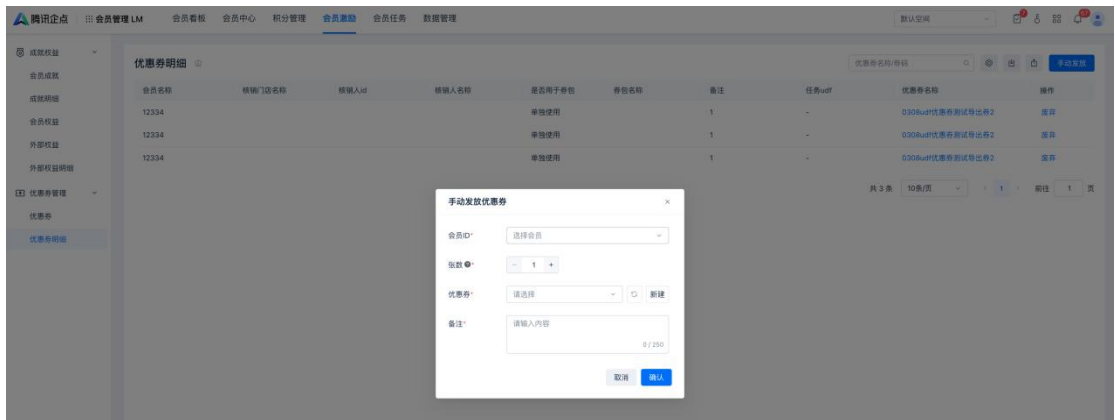 腾讯企点 会员管理 LM 会员看板 会员中心 积分管理 会员激励 会员任务 数据管理 默认空间 7 67
成就权益
会员成就
成就明细
会员权益
外部权益
外部权益明细
优惠券管理
优惠券
优惠券明细
优惠券明细 优惠券名称/券码 手动发放
会员名称 核销门店名称 核销人id 核销人名称 是否用于券包 券包名称 备注 任务udf 优惠券名称 操作
12334 单独使用 1 - 0308udf优惠券测试导出券2 废弃
12334 单独使用 1 - 0308udf优惠券测试导出券2 废弃
12334 单独使用 1 - 0308udf优惠券测试导出券2 废弃
共 3 条 10条/页 1 前往 1 页
手动发放优惠券 ×
会员ID* 选择会员
张数 * − 1 +
优惠券* 请选择 新建
备注* 请输入内容
0 / 250
取消 确认